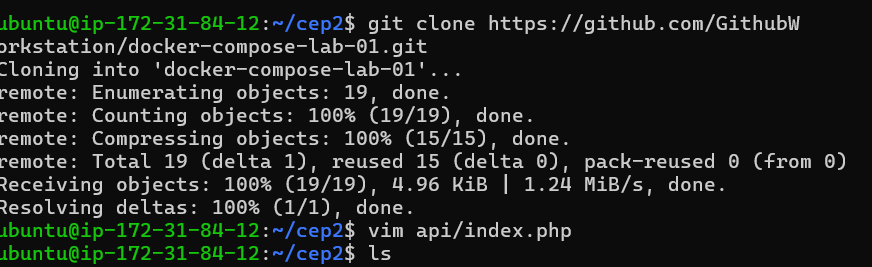 ubuntu@ip-172-31-84-12:~/cep2$ git clone https://github.com/GithubW
orkstation/docker-compose-lab-01.git
Cloning into 'docker-compose-lab-01'...
remote: Enumerating objects: 19, done.
remote: Counting objects: 100% (19/19), done.
remote: Compressing objects: 100% (15/15), done.
remote: Total 19 (delta 1), reused 15 (delta 0), pack-reused 0 (from 0)
Receiving objects: 100% (19/19), 4.96 KiB | 1.24 MiB/s, done.
Resolving deltas: 100% (1/1), done.
ubuntu@ip-172-31-84-12:~/cep2$ vim api/index.php
ubuntu@ip-172-31-84-12:~/cep2$ ls